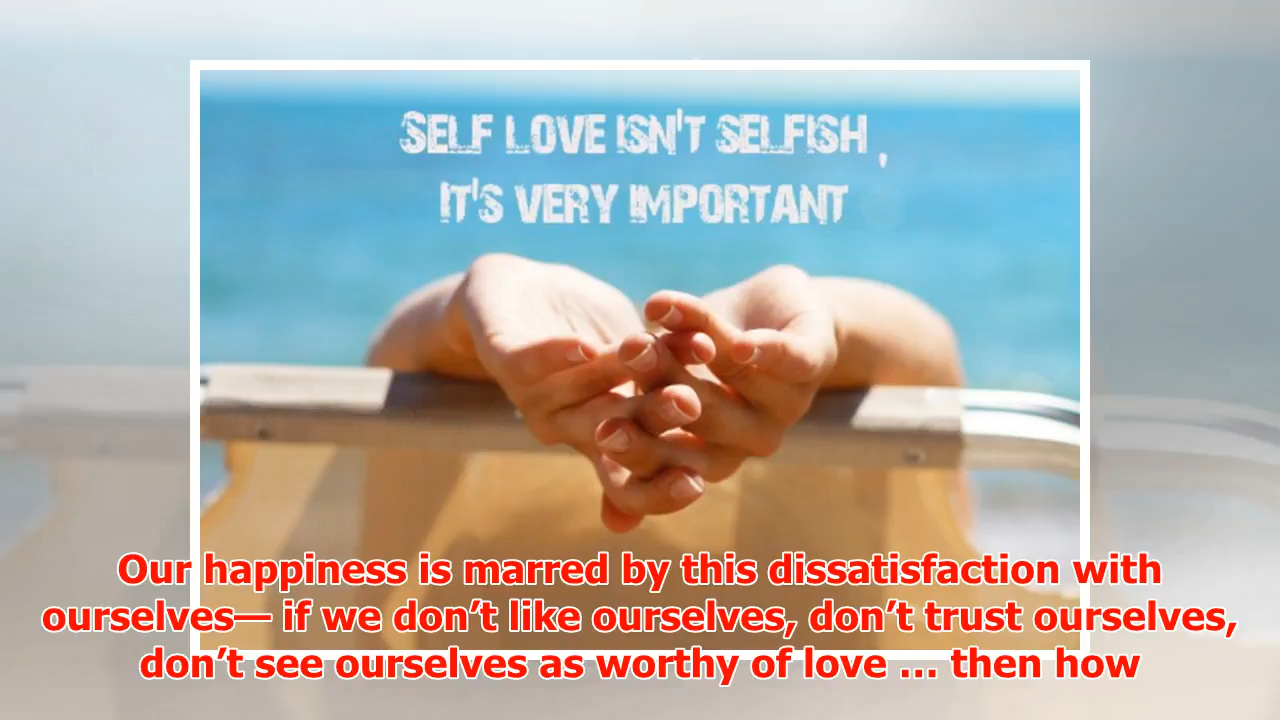 SELF LOVE ISN'T SELFISH ,
IT'S VERY IMPORTANT
Our happiness is marred by this dissatisfaction with
ourselves— if we don’t like ourselves, don’t trust ourselves,
don’t see ourselves as worthy of love ... then how